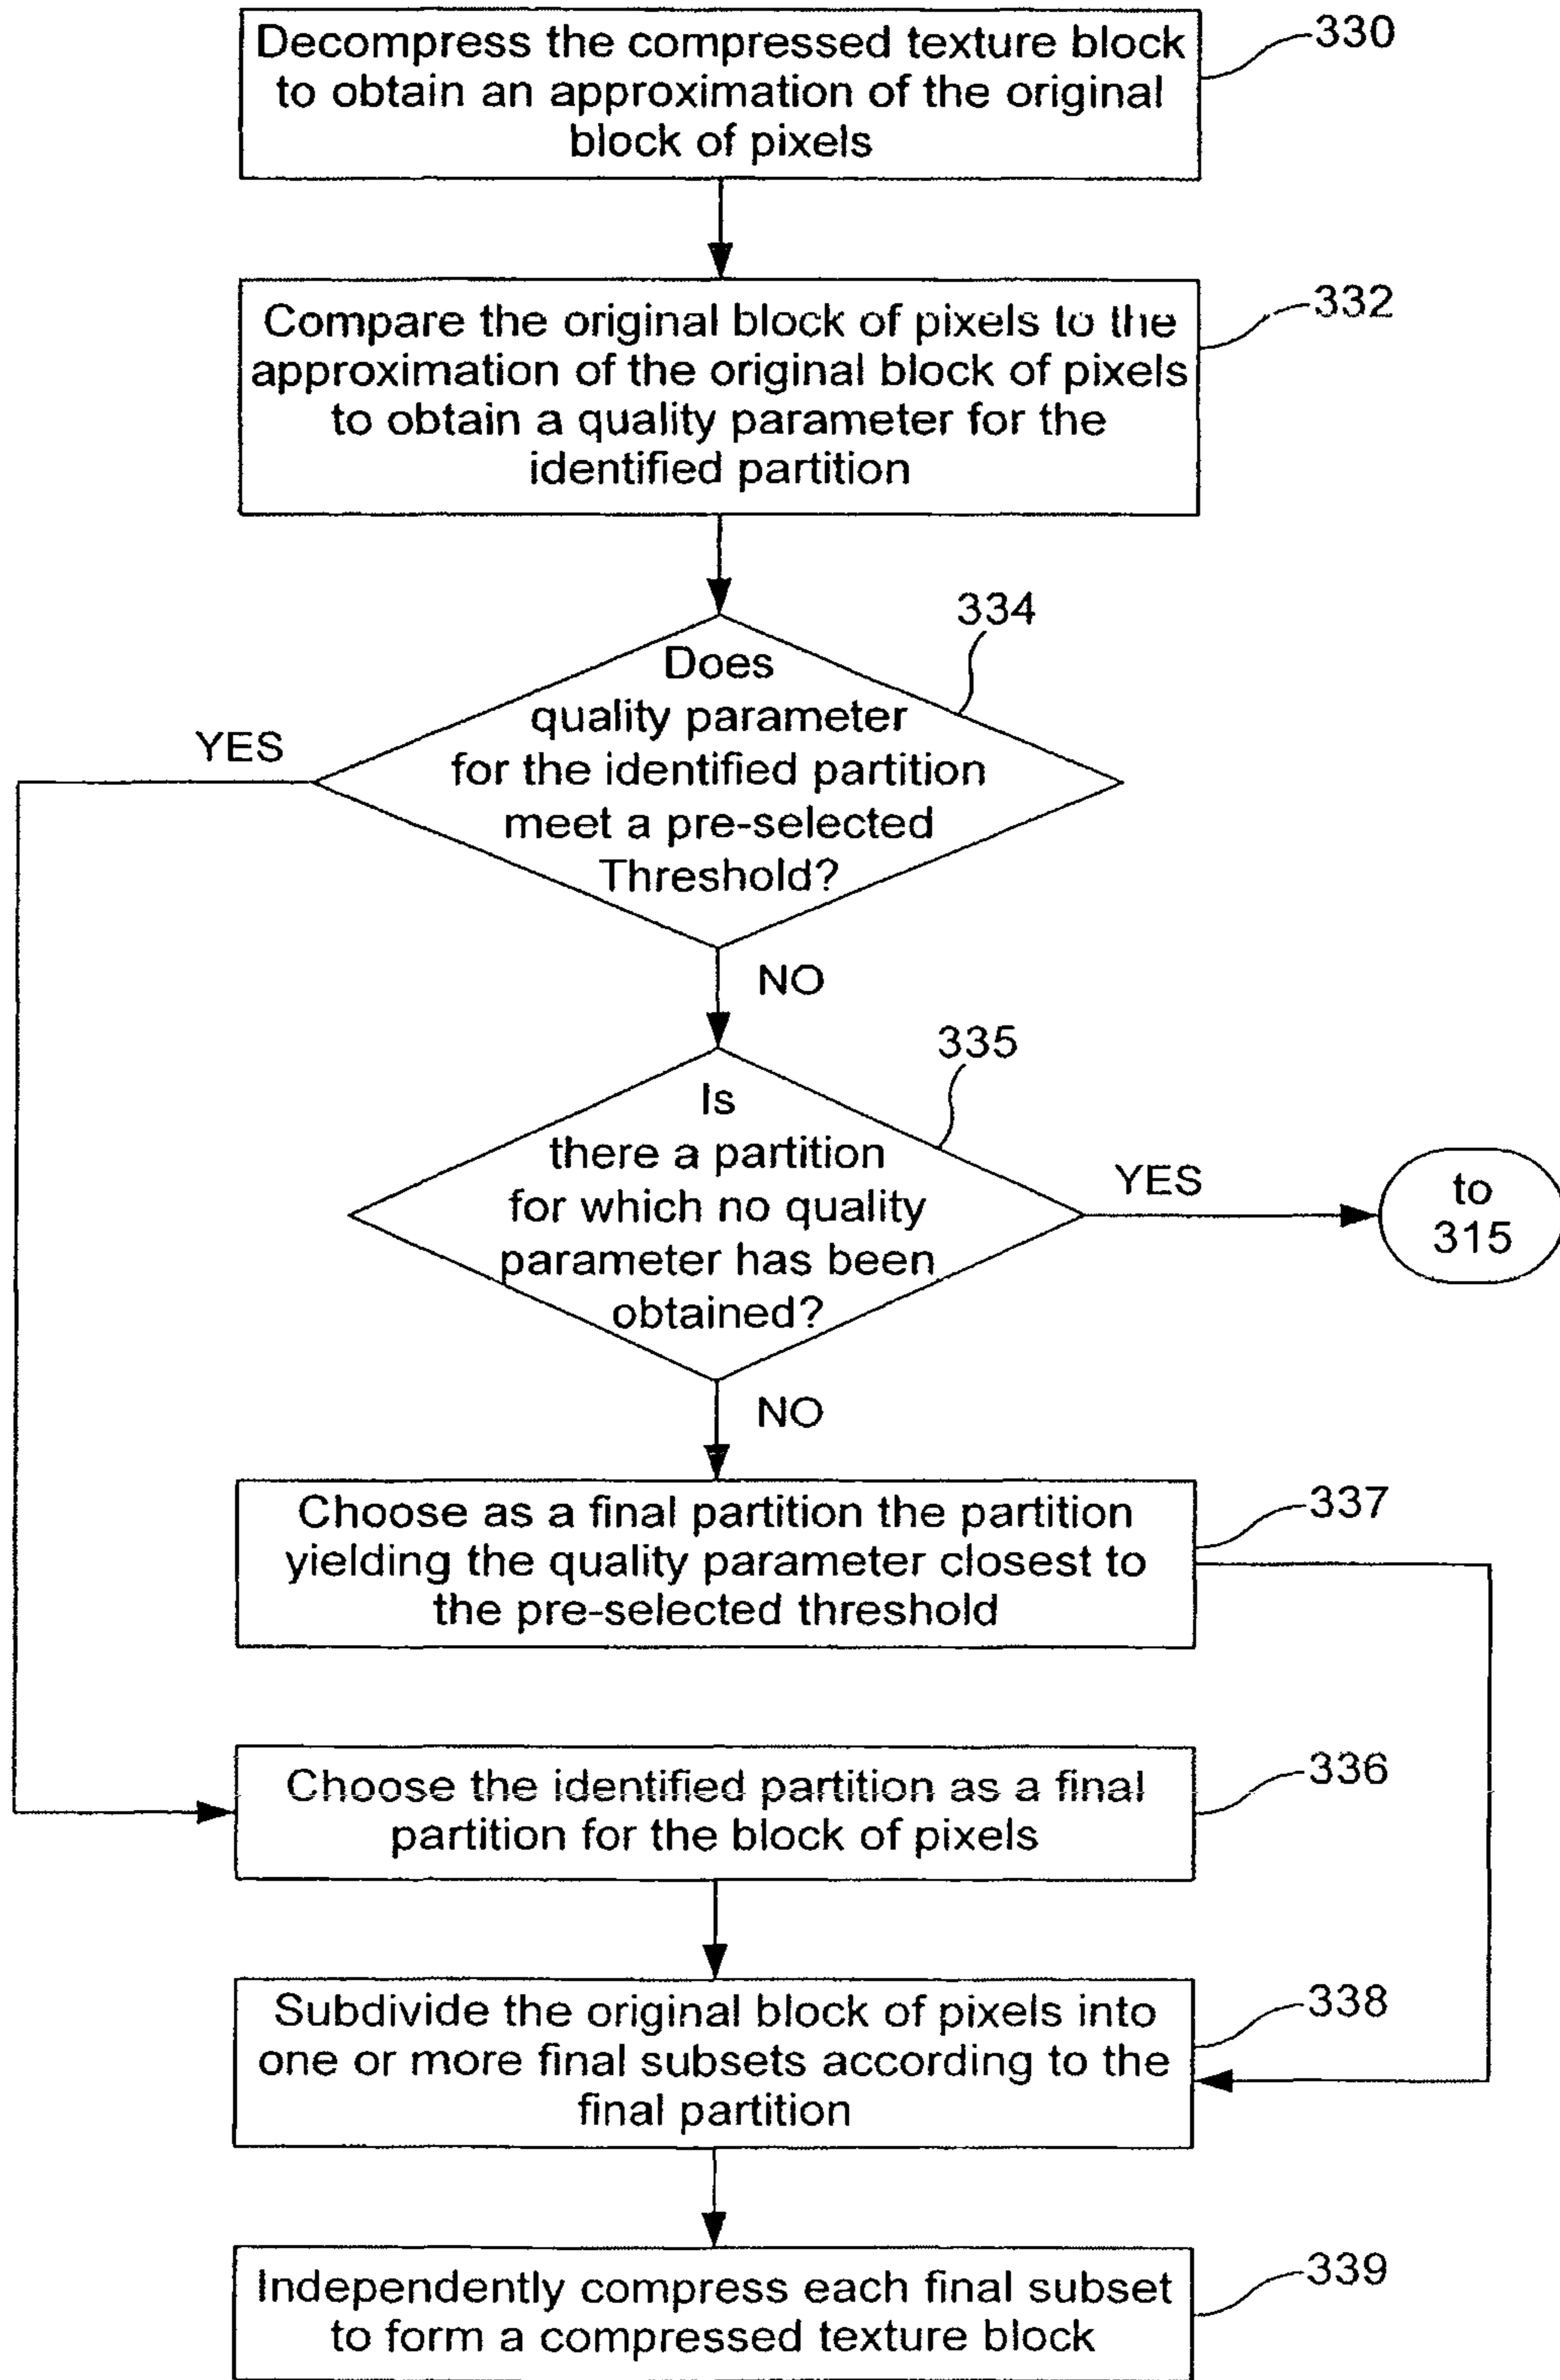 Decompress the compressed texture block
to obtain an approximation of the original
block of pixels
330
Compare the original block of pixels to the
approximation of the original block of pixels
to obtain a quality parameter for the
identified partition
332
334
Does
quality parameter
for the identified partition
meet a pre-selected
Threshold?
YES
NO
335
Is
there a partition
for which no quality
parameter has been
obtained?
YES
to
315
NO
Choose as a final partition the partition
yielding the quality parameter closest to
the pre-selected threshold
337
Choose the identified partition as a final
partition for the block of pixels
336
Subdivide the original block of pixels into
one or more final subsets according to the
final partition
338
Independently compress each final subset
to form a compressed texture block
339